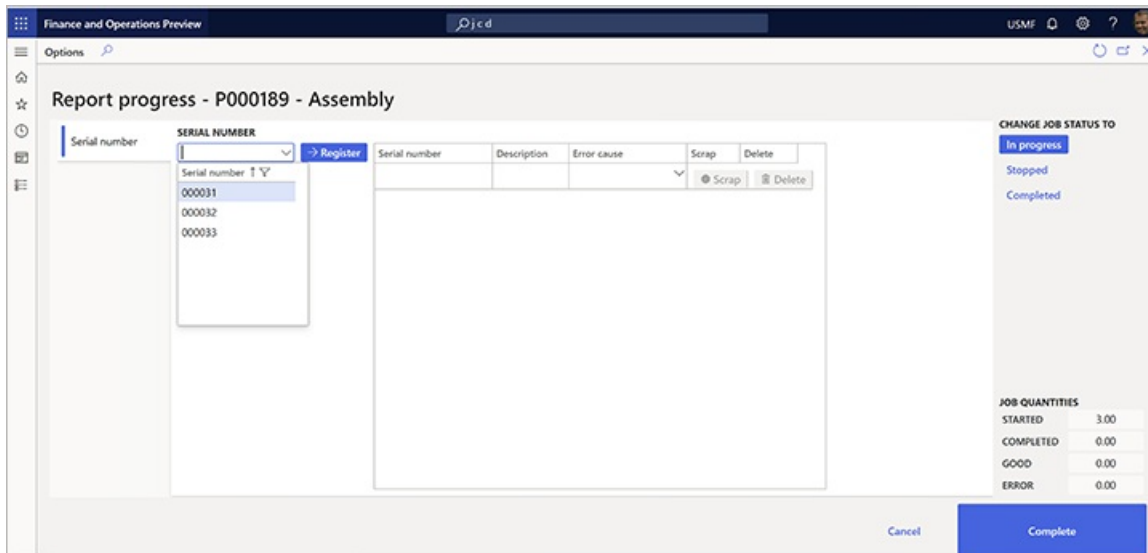 Finance and Operations Preview
jcd
USMF
?
Options
Report progress - P000189 - Assembly
Serial number
SERIAL NUMBER
Register
Serial number
000031
000032
000033
Serial number Description Error cause Scrap Delete
Scrap Delete
CHANGE JOB STATUS TO
In progress
Stopped
Completed
JOB QUANTITIES
STARTED 3.00
COMPLETED 0.00
GOOD 0.00
ERROR 0.00
Cancel Complete